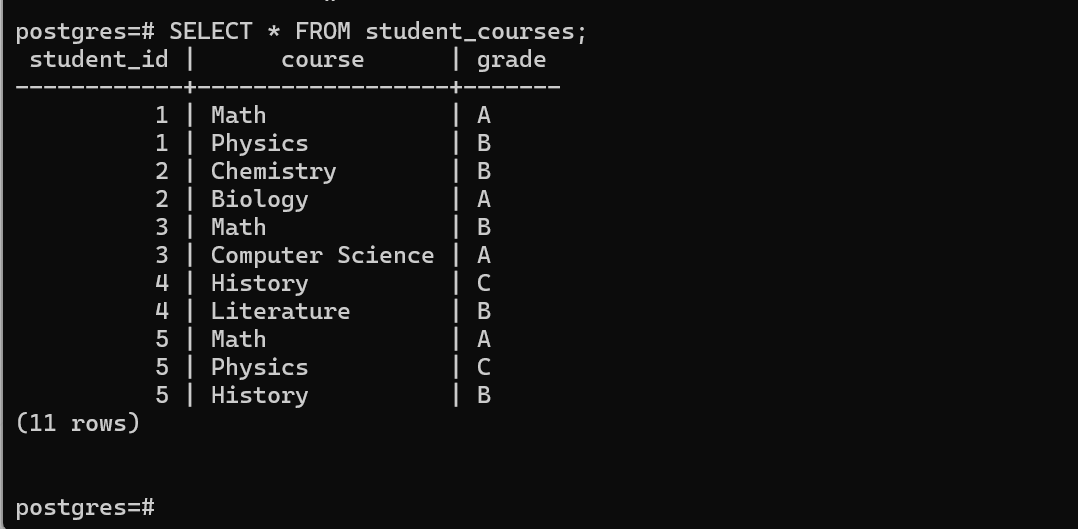 postgres=# SELECT * FROM student_courses;
 student_id |      course      | grade
------------+------------------+-------
          1 | Math             | A
          1 | Physics          | B
          2 | Chemistry        | B
          2 | Biology          | A
          3 | Math             | B
          3 | Computer Science | A
          4 | History          | C
          4 | Literature       | B
          5 | Math             | A
          5 | Physics          | C
          5 | History          | B
(11 rows)
postgres=#